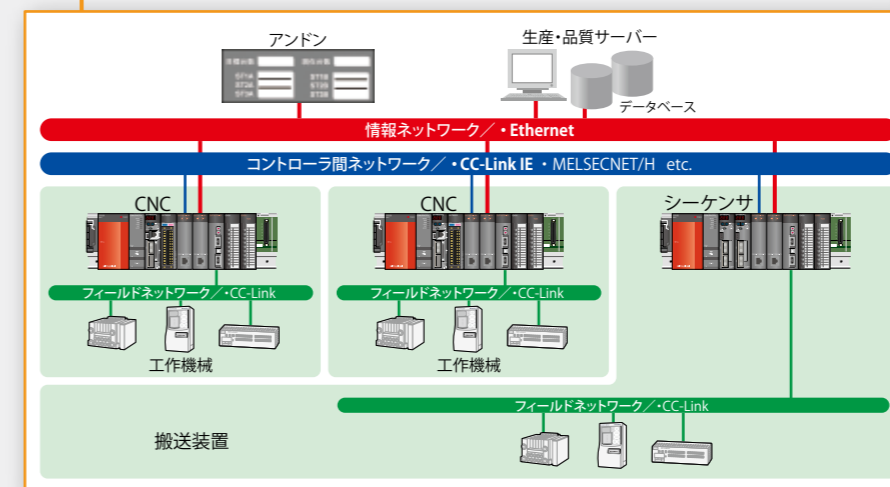 アンドン
生産・品質サーバー
データベース
情報ネットワーク／・Ethernet
コントローラ間ネットワーク／・CC-Link IE ・MELSECNET/H etc.
CNC
CNC
シーケンサ
フィールドネットワーク／・CC-Link
フィールドネットワーク／・CC-Link
工作機械
工作機械
フィールドネットワーク／・CC-Link
搬送装置